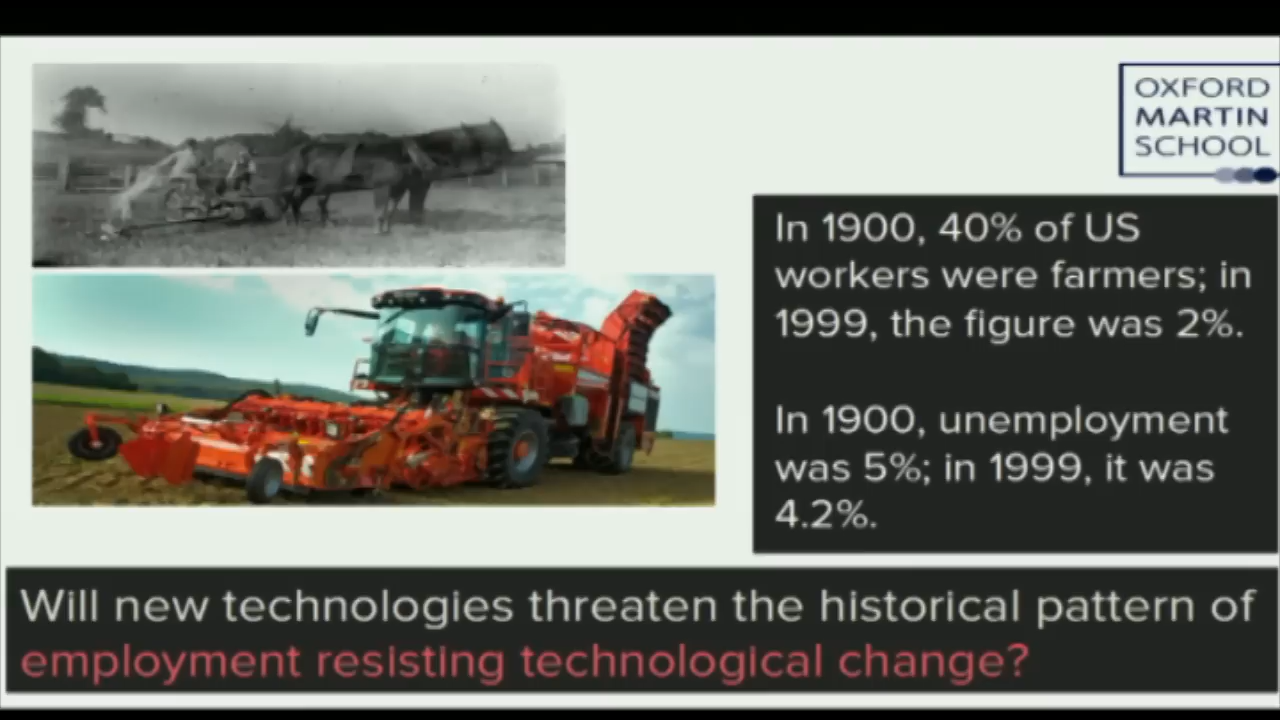 OXFORD
MARTIN
SCHOOL
In 1900, 40% of US
workers were farmers; in
1999, the figure was 2%.
In 1900, unemployment
was 5%; in 1999, it was
4.2%.
Will new technologies threaten the historical pattern of
employment resisting technological change?